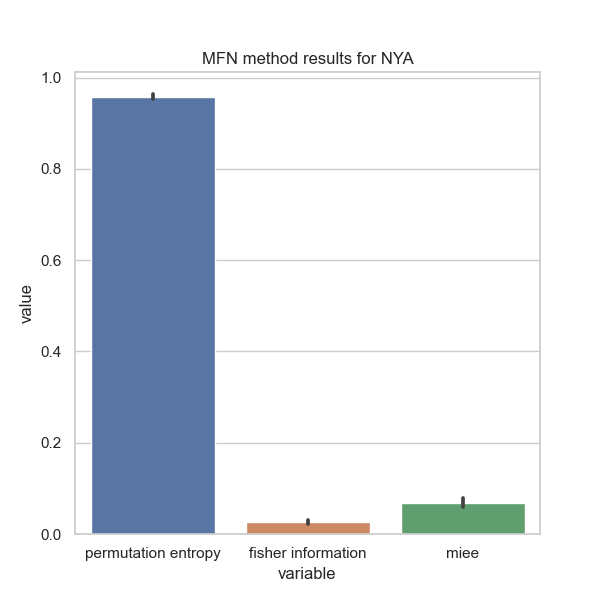 MFN method results for NYA
1.0
0.8
0.6
0.4
0.2
0.0
value
permutation entropy fisher information miee
variable